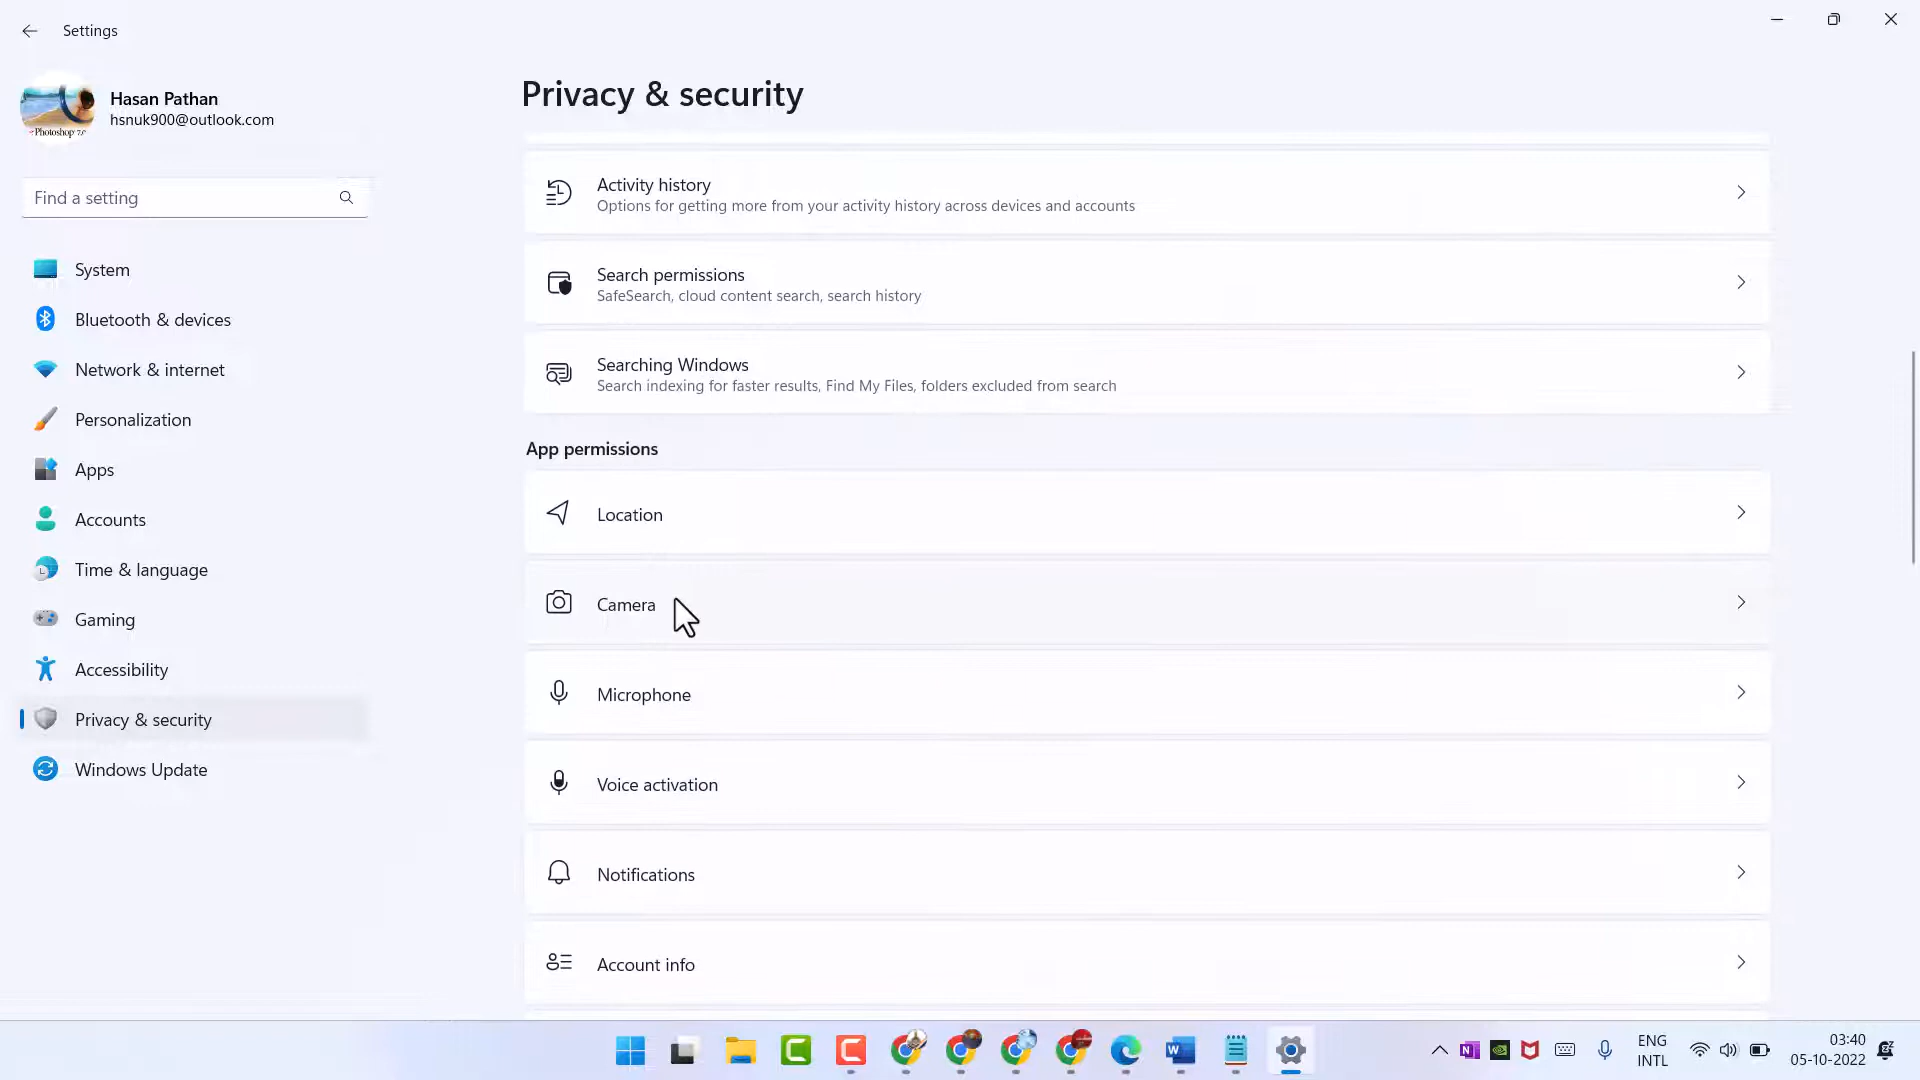 Settings
Hasan Pathan
hsnuk900@outlook.com
Photoshop 7.0
Find a setting
System
Bluetooth & devices
Network & internet
Personalization
Apps
Accounts
Time & language
Gaming
Accessibility
Privacy & security
Windows Update
Privacy & security
Activity history
Options for getting more from your activity history across devices and accounts
Search permissions
SafeSearch, cloud content search, search history
Searching Windows
Search indexing for faster results, Find My Files, folders excluded from search
App permissions
Location
Camera
Microphone
Voice activation
Notifications
Account info
ENG
INTL
03:40
05-10-2022